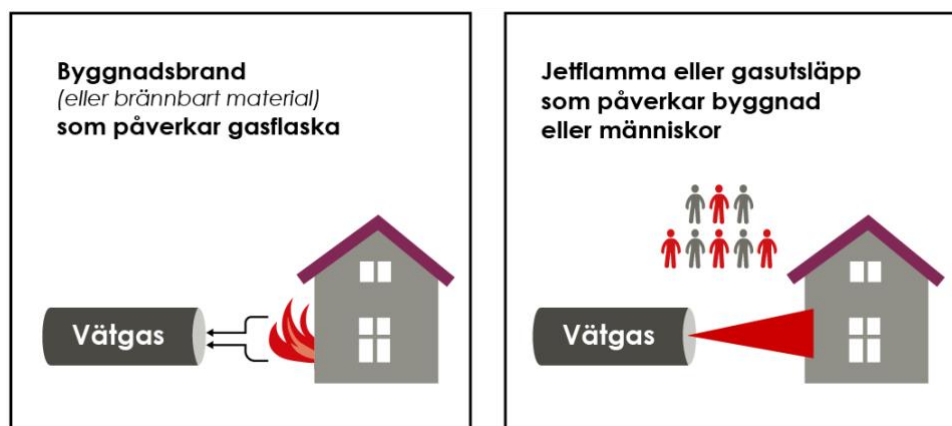 Byggnadsbrand
(eller brännbart material)
som påverkar gasflaska
Vätgas
Jetflamma eller gasutsläpp
som påverkar byggnad
eller människor
Vätgas